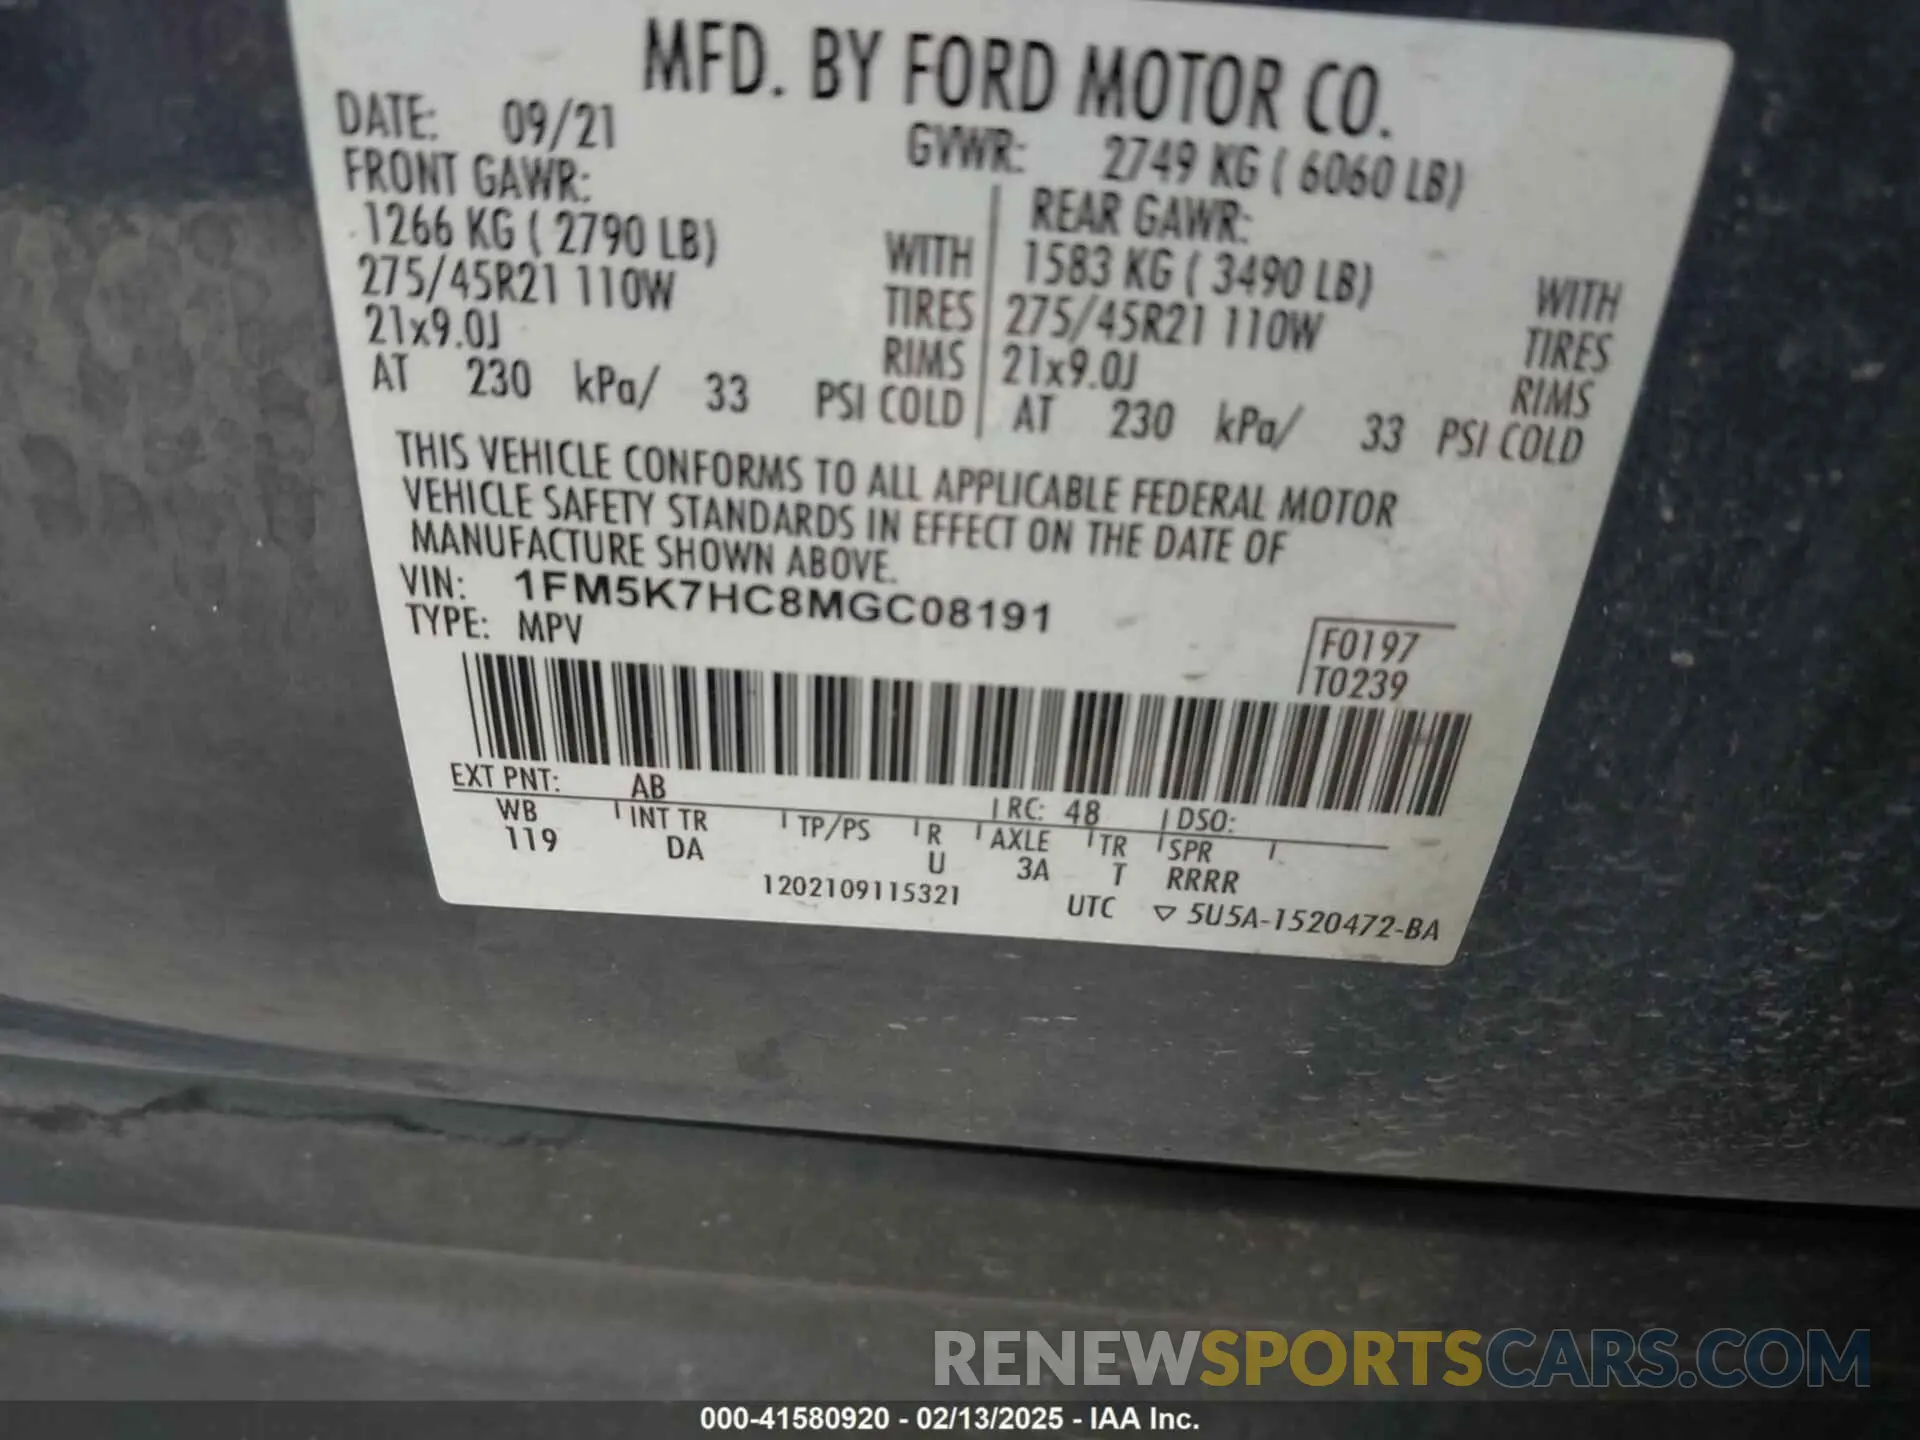 MFD. BY FORD MOTOR CO.
DATE: 09/21
GVWR: 2749 KG ( 6060 LB)
FRONT GAWR:
REAR GAWR:
1266 KG ( 2790 LB) WITH
1583 KG ( 3490 LB) WITH
275/45R21 110W TIRES
275/45R21 110W TIRES
21x9.0J RIMS
21x9.0J RIMS
AT 230 kPa/ 33 PSI COLD
AT 230 kPa/ 33 PSI COLD
THIS VEHICLE CONFORMS TO ALL APPLICABLE FEDERAL MOTOR
VEHICLE SAFETY STANDARDS IN EFFECT ON THE DATE OF
MANUFACTURE SHOWN ABOVE.
VIN: 1FM5K7HC8MGC08191
TYPE: MPV
F0197
T0239
EXT PNT: AB RC: 48 DSO:
WB INT TR TP/PS R AXLE TR SPR
119 DA U 3A T RRRR
1202109115321 UTC ▽ 5U5A-1520472-BA
RENEWSPORTSCARS.COM
000-41580920 - 02/13/2025 - IAA Inc.